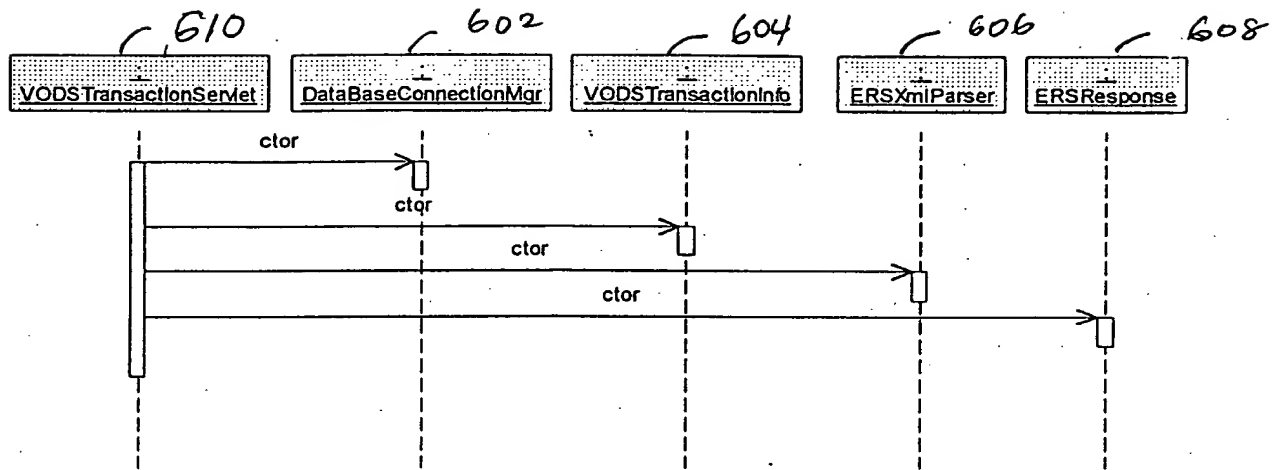 610 602 604 606 608
: : : : :
VODSTransactionServlet DataBaseConnectionMgr VODSTransactionInfo ERSXmlParser ERSResponse
ctor
ctor
ctor
ctor